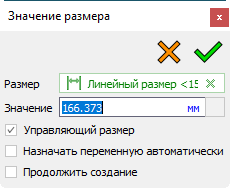 Значение размера
Размер Линейный размер <15
Значение 166.373 мм
Управляющий размер
Назначать переменную автоматически
Продолжить создание